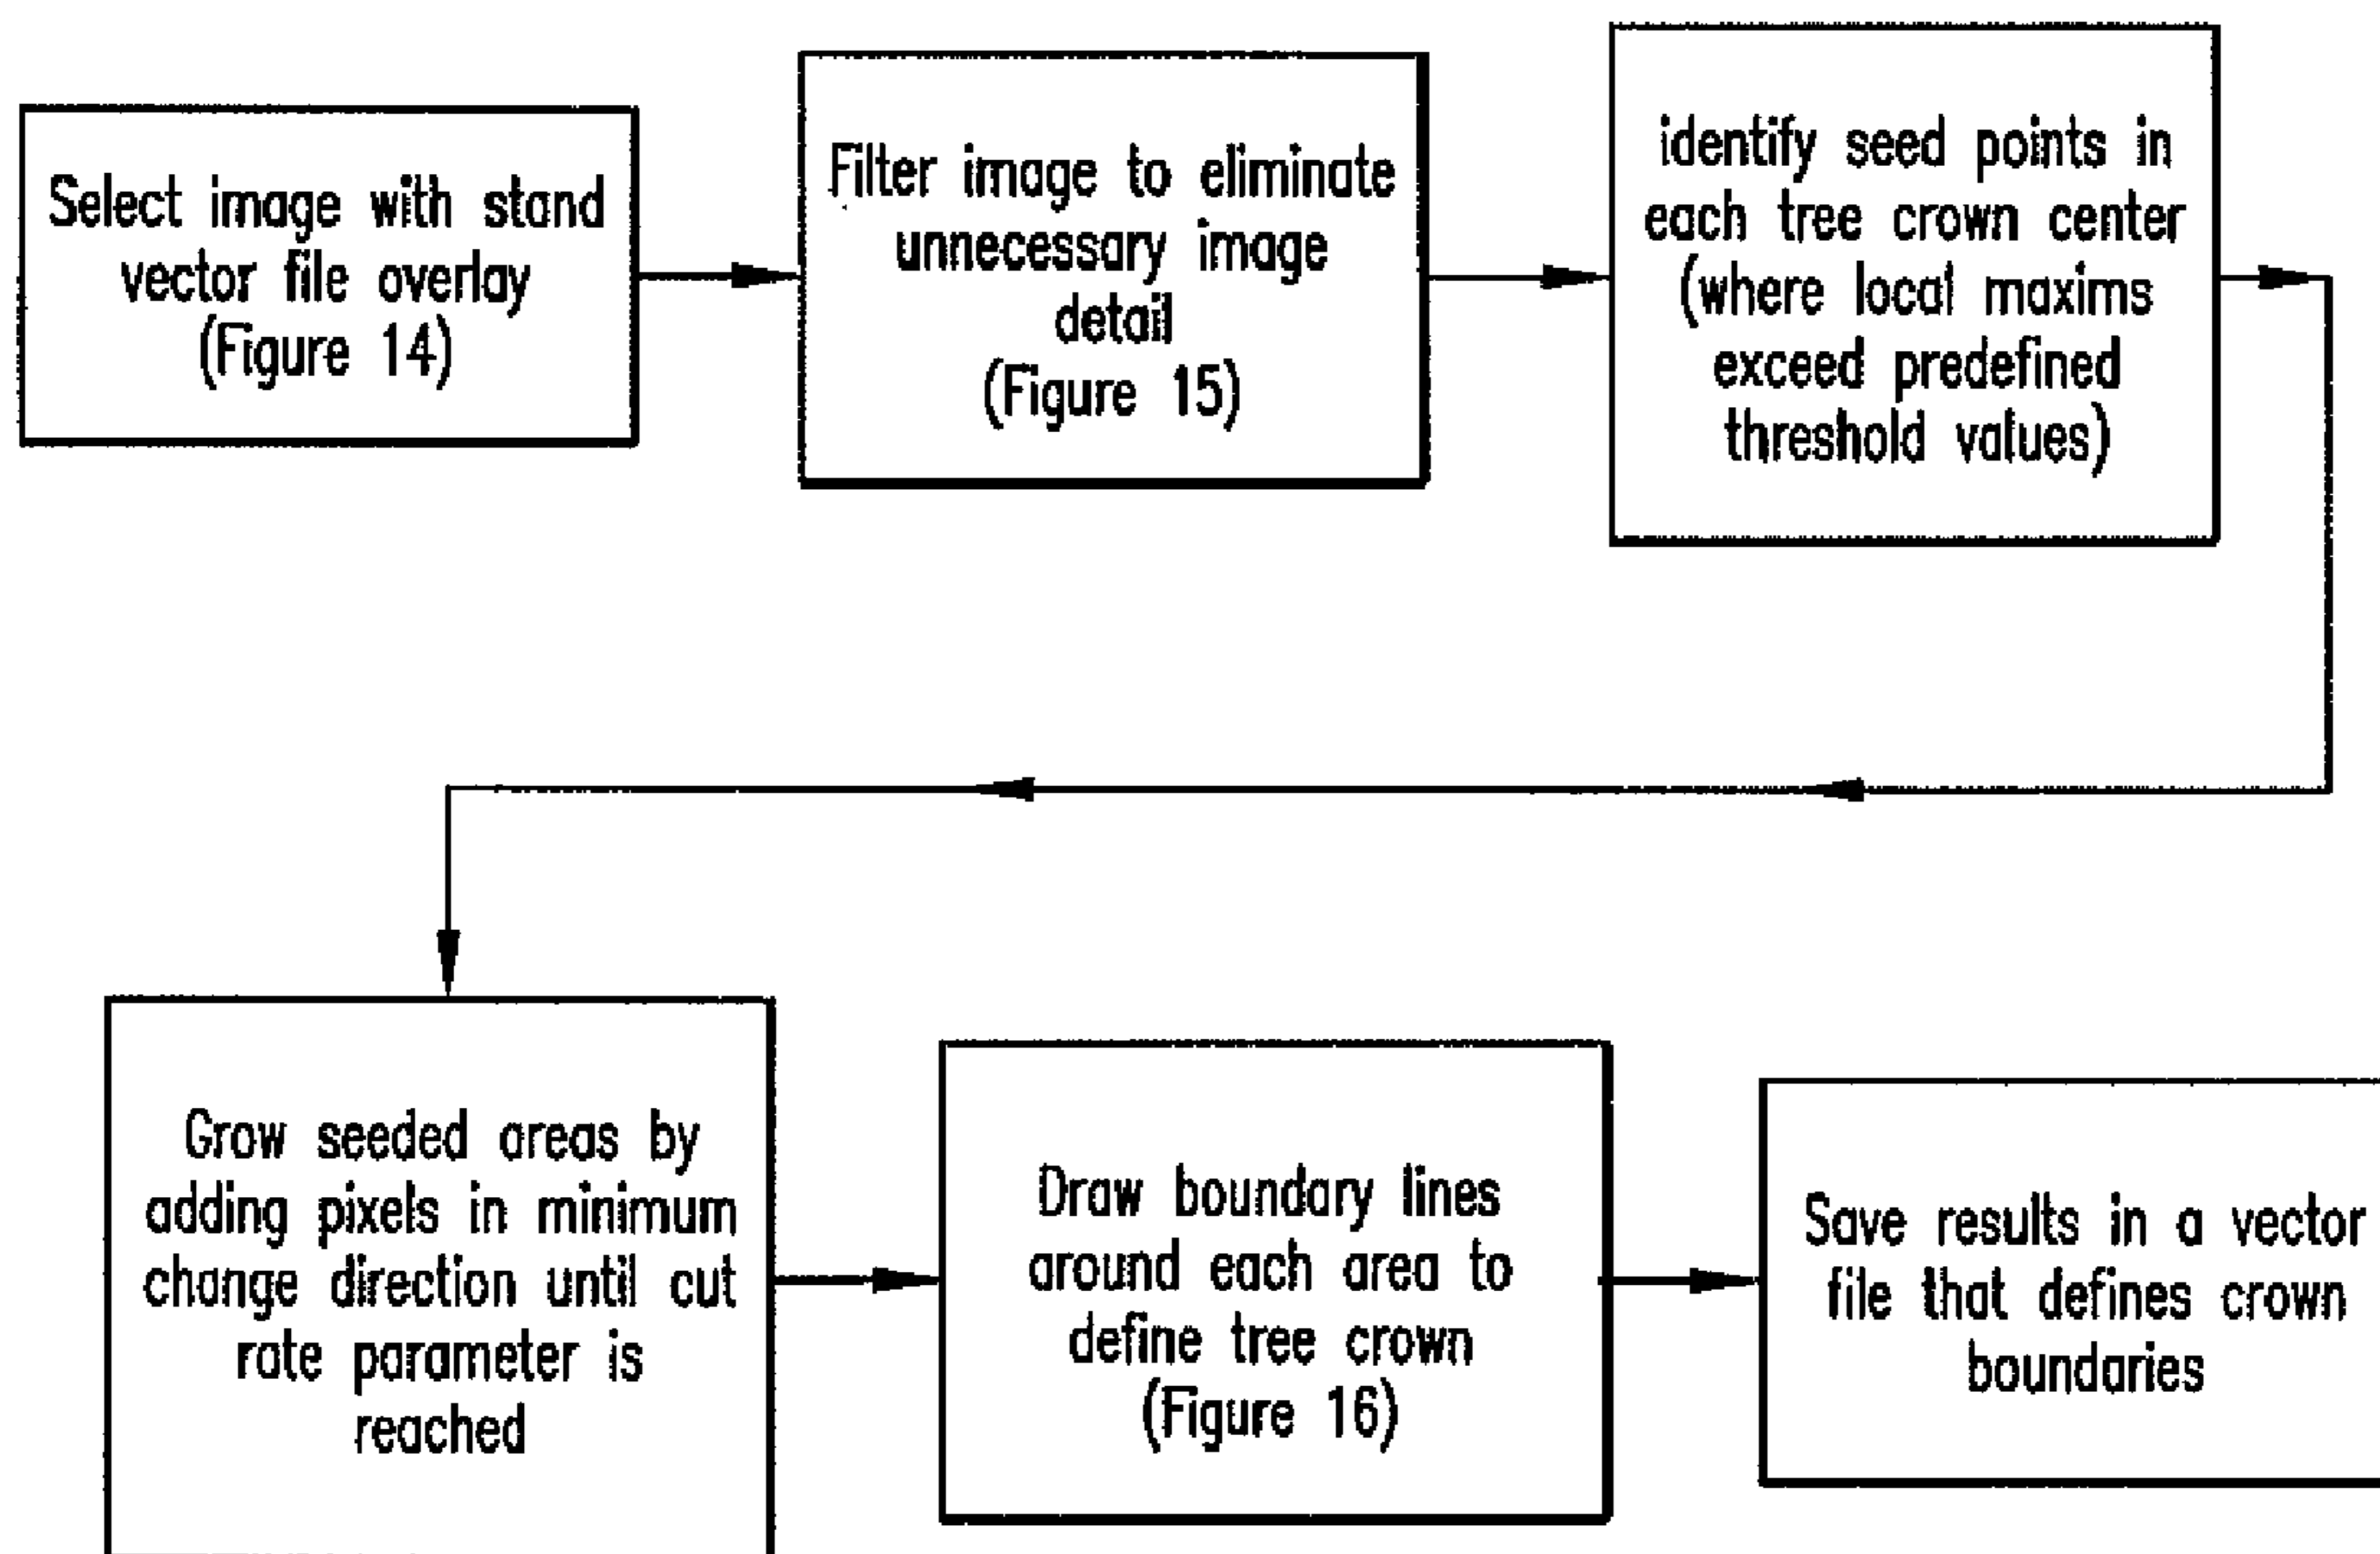 Select image with stand
vector file overlay
(Figure 14)
Filter image to eliminate
unnecessary image
detail
(Figure 15)
identify seed points in
each tree crown center
(where local maxims
exceed predefined
threshold values)
Grow seeded areas by
adding pixels in minimum
change direction until cut
rate parameter is
reached
Draw boundary lines
around each area to
define tree crown
(Figure 16)
Save results in a vector
file that defines crown
boundaries